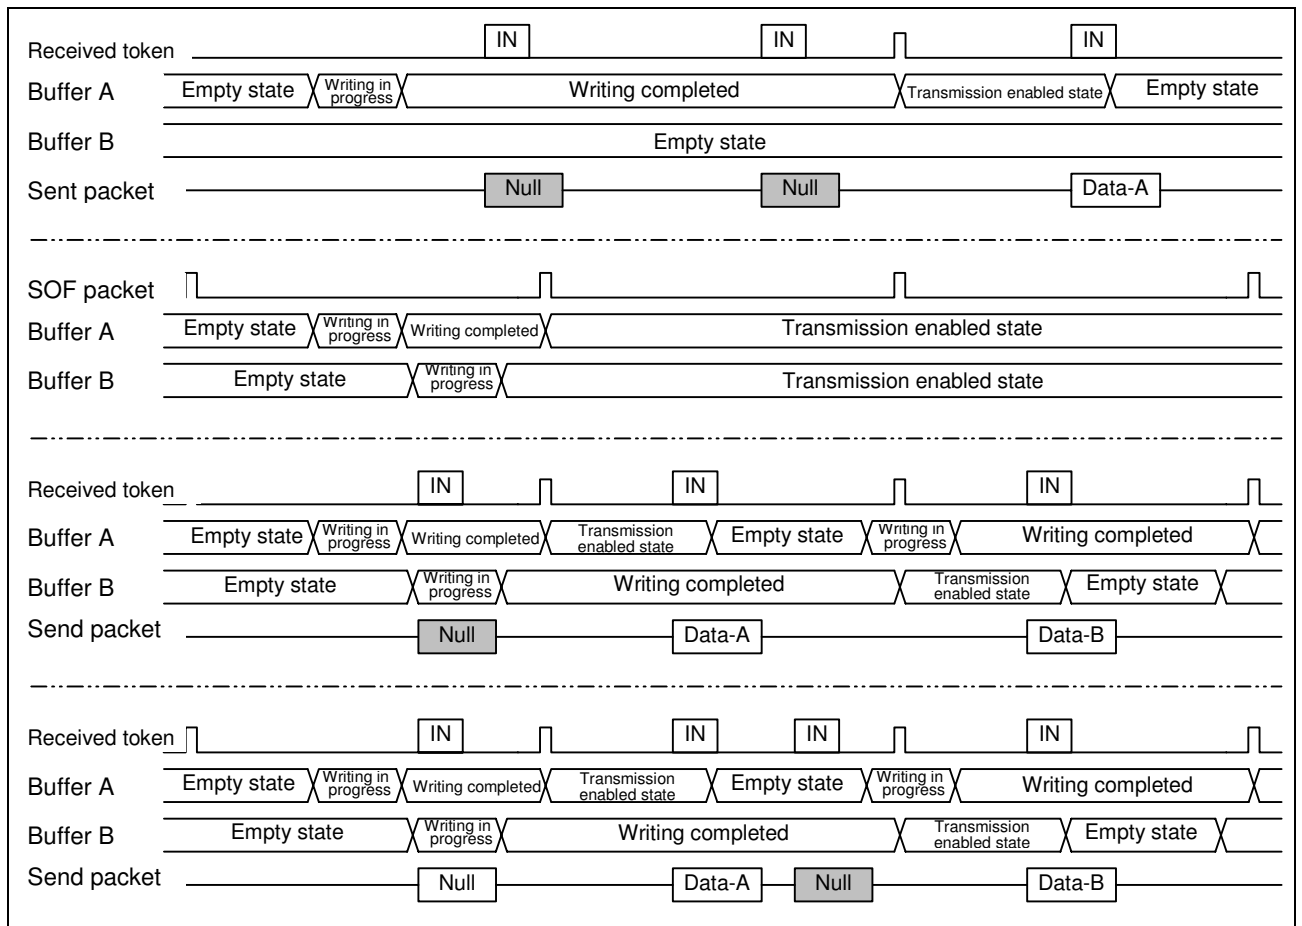 IN IN IN
Received token
Buffer A Empty state Writing in progress Writing completed Transmission enabled state Empty state
Buffer B Empty state
Sent packet Null Null Data-A
SOF packet
Buffer A Empty state Writing in progress Writing completed Transmission enabled state
Buffer B Empty state Writing in progress Transmission enabled state
Received token IN IN IN
Buffer A Empty state Writing in progress Writing completed Transmission enabled state Empty state Writing in progress Writing completed
Buffer B Empty state Writing in progress Writing completed Transmission enabled state Empty state
Send packet Null Data-A Data-B
Received token IN IN IN IN
Buffer A Empty state Writing in progress Writing completed Transmission enabled state Empty state Writing in progress Writing completed
Buffer B Empty state Writing in progress Writing completed Transmission enabled state Empty state
Send packet Null Data-A Null Data-B